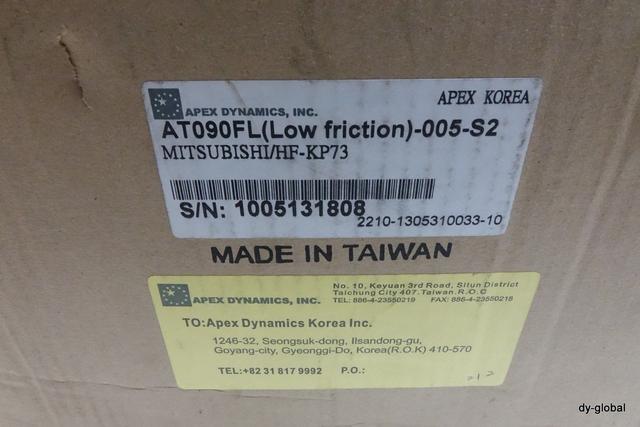 APEX DYNAMICS, INC.
APEX KOREA
AT090FL(Low friction)-005-S2
MITSUBISHI/HF-KP73
S/N: 1005131808
2210-1305310033-10
MADE IN TAIWAN
APEX DYNAMICS, INC.
No. 10, Keyuan 3rd Road, Situn District
Taichung City 407.Taiwan.R.O.C
TEL: 886-4-23550219 FAX: 886-4-23550218
TO:Apex Dynamics Korea Inc.
1246-32, Seongsuk-dong, Ilsandong-gu,
Goyang-city, Gyeonggi-Do, Korea(R.O.K) 410-570
TEL:+82 31 817 9992 P.O.:
dy-global